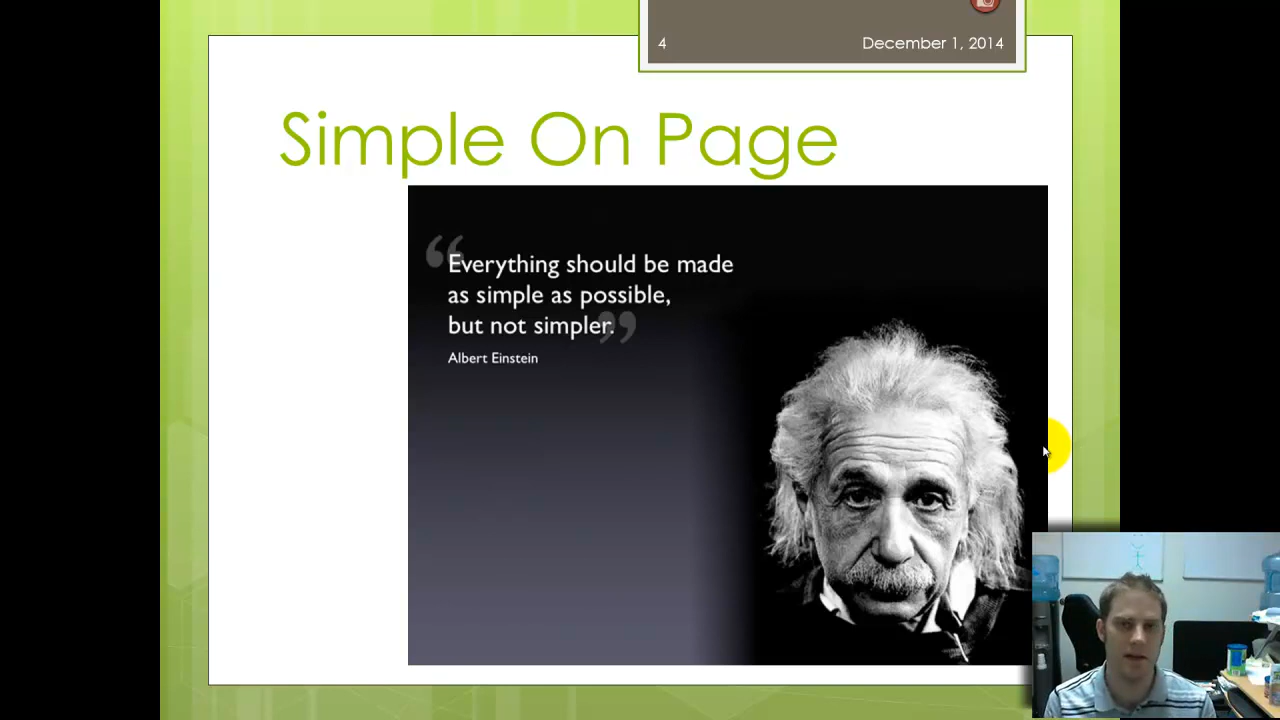 4
December 1, 2014
Simple On Page
“Everything should be made
as simple as possible,
but not simpler.”
Albert Einstein